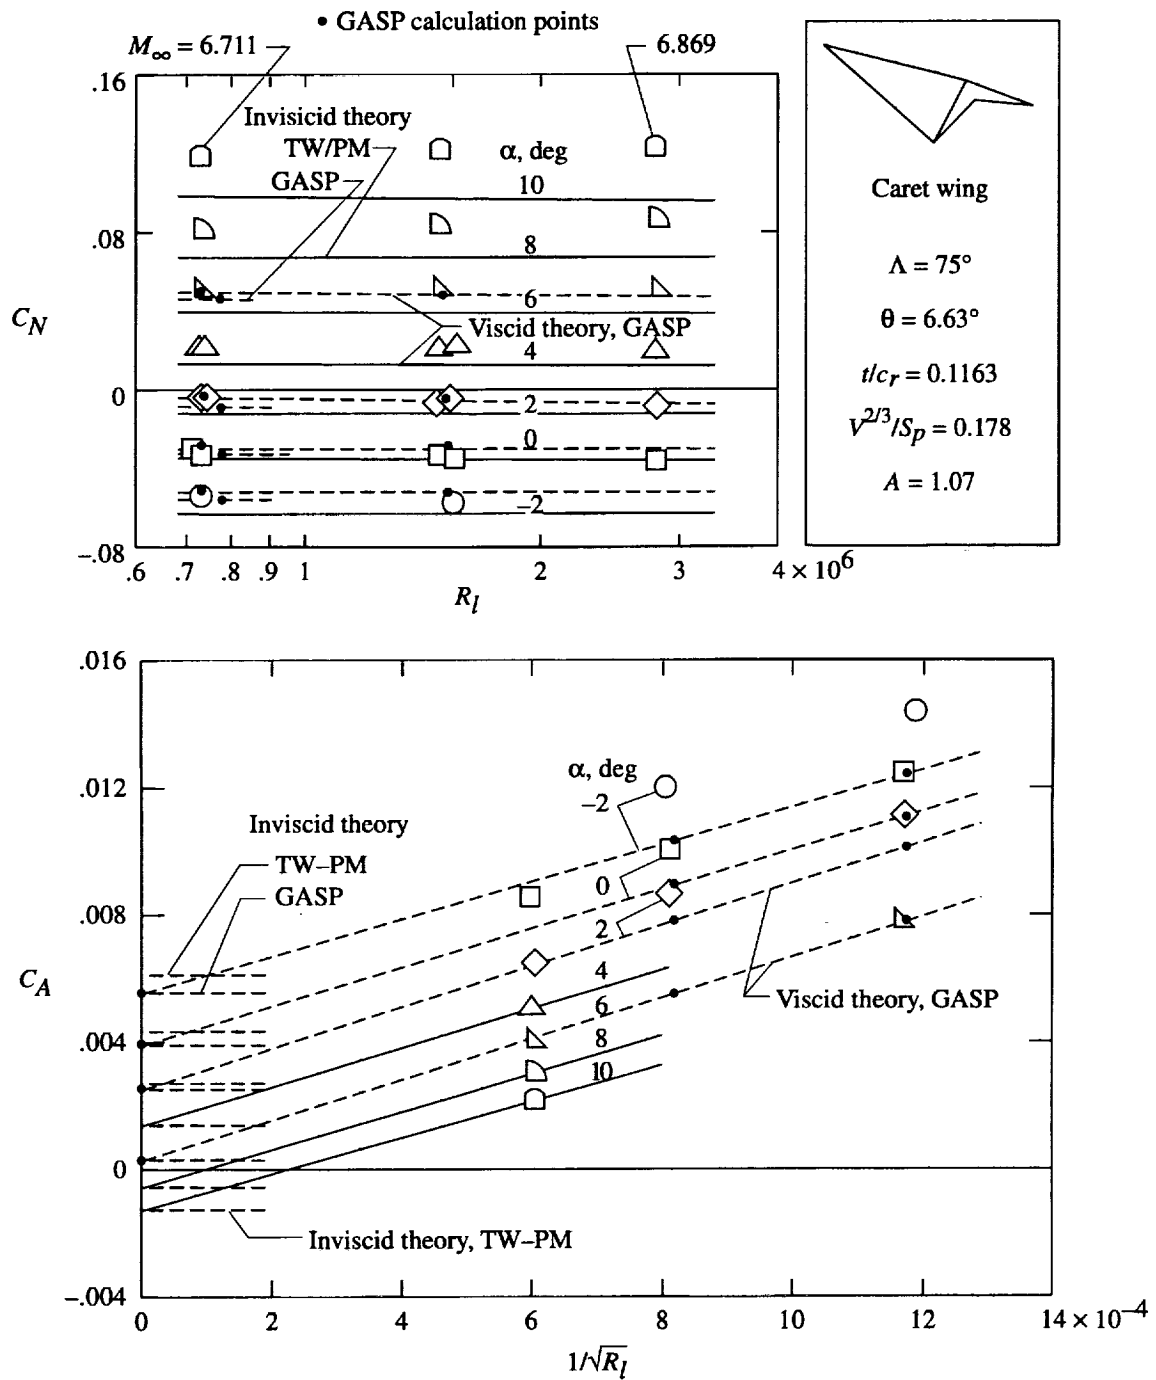 • GASP calculation points
M∞ = 6.711
6.869
.16
Invisicid theory
TW/PM
GASP
α, deg
10
.08
8
6
C_N
Viscid theory, GASP
4
0
2
0
–2
–.08
.6 .7 .8 .9 1 2 3 4 × 10⁶
R_l
Caret wing
Λ = 75°
θ = 6.63°
t/c_r = 0.1163
V^2/3/S_p = 0.178
A = 1.07
.016
α, deg
–2
.012
Inviscid theory
TW–PM
GASP
0
.008
2
4
C_A
Viscid theory, GASP
6
.004
8
10
0
Inviscid theory, TW–PM
–.004
0 2 4 6 8 10 12 14 × 10⁻⁴
1/√R_l